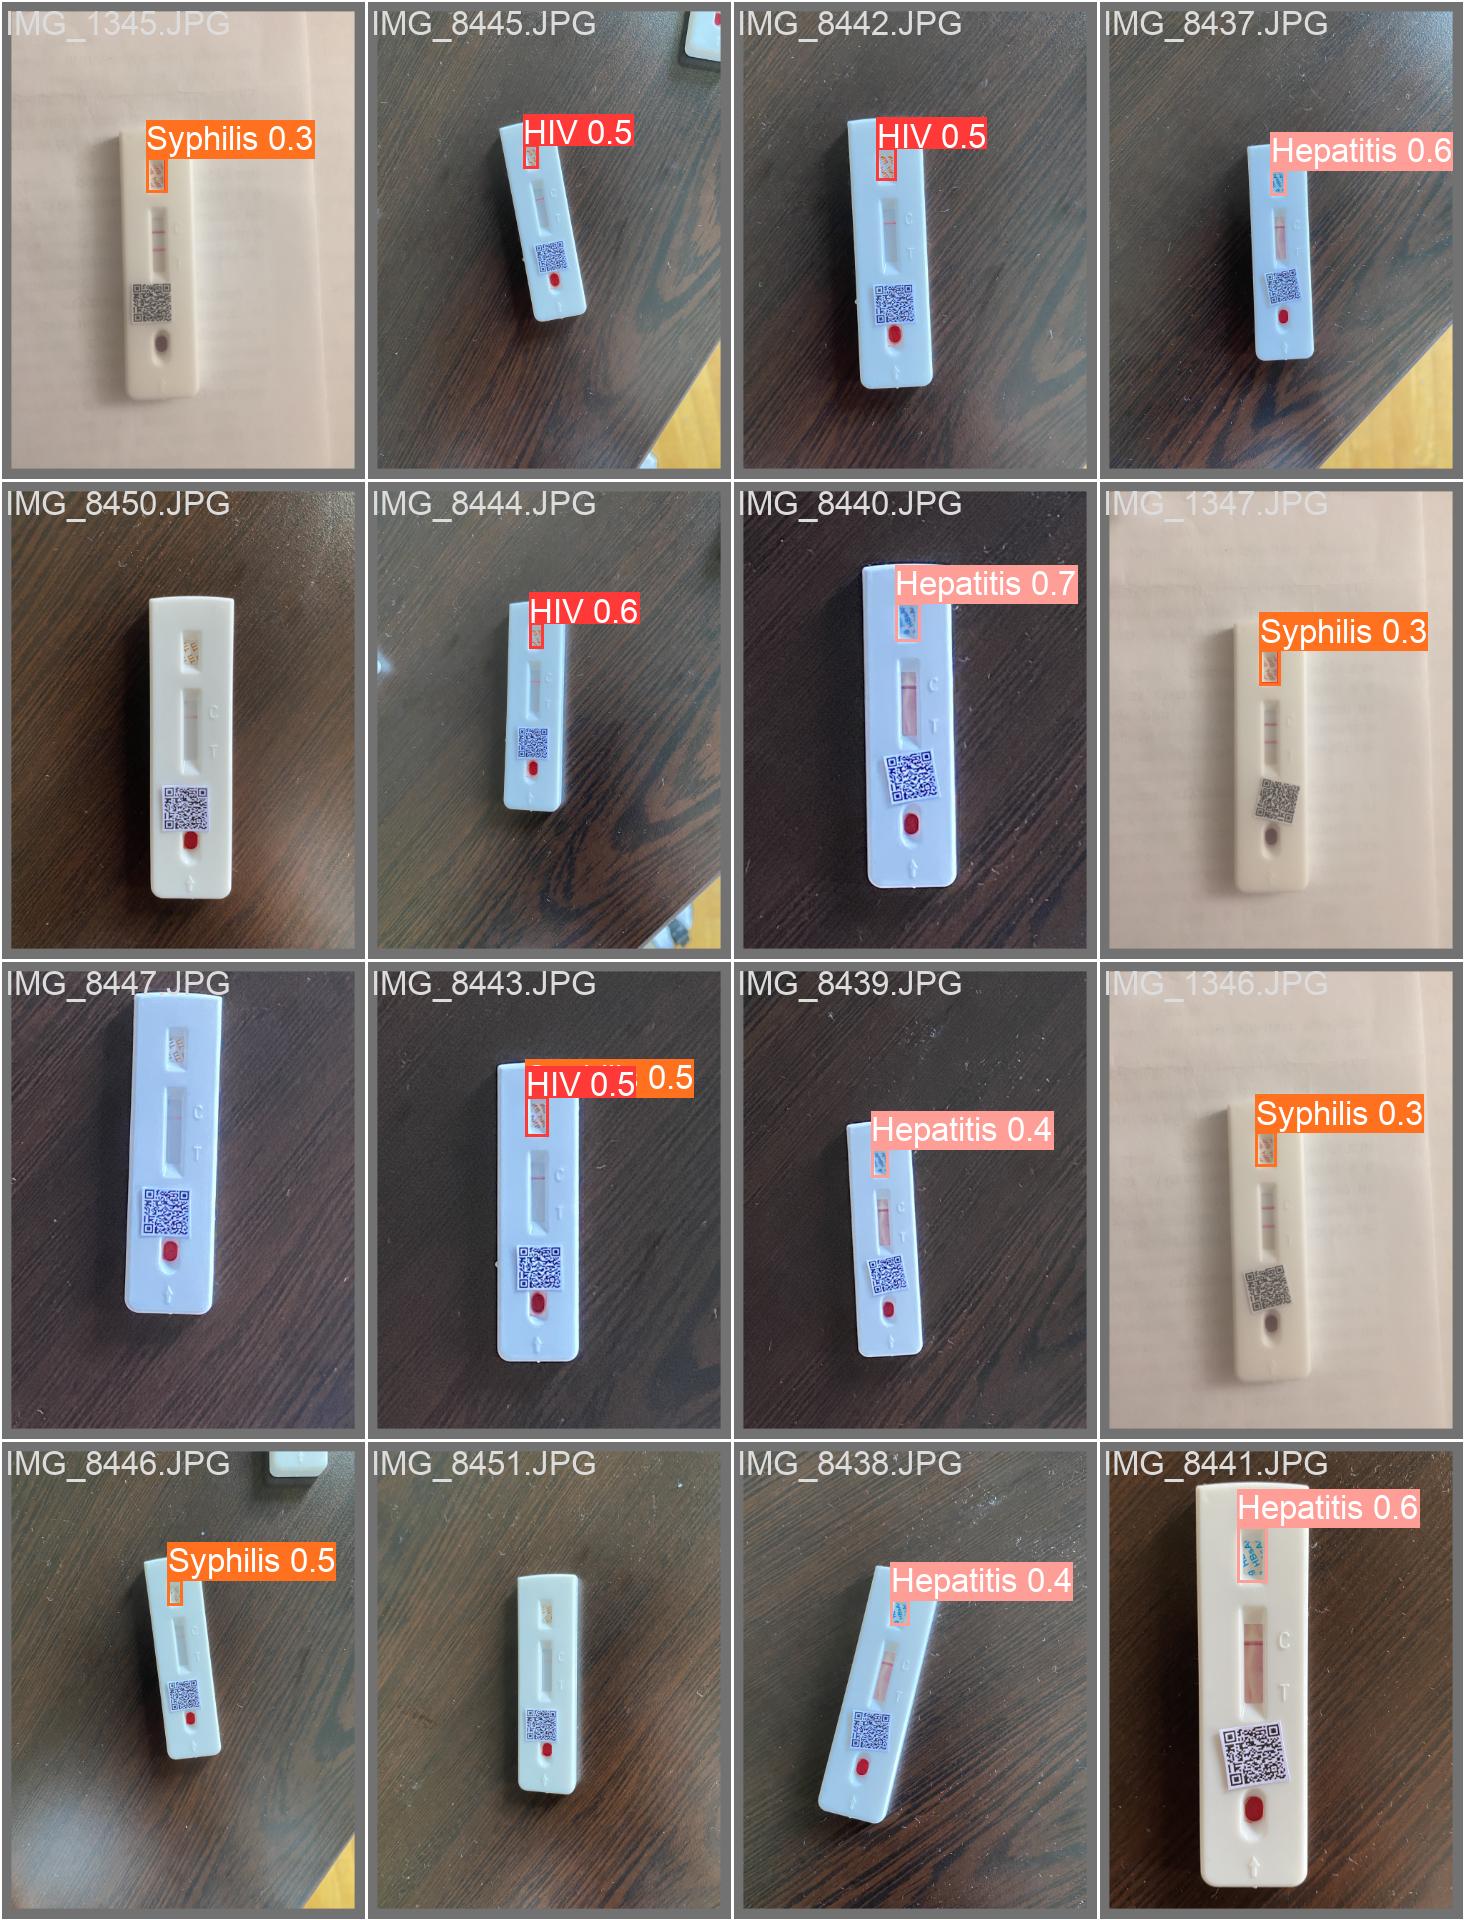 IMG_1345.JPG
Syphilis 0.3
C
IMG_8445.JPG
HIV 0.5
C
T
IMG_8442.JPG
HIV 0.5
C
T
IMG_8437.JPG
Hepatitis 0.6
C
T
IMG_8450.JPG
C
T
IMG_8444.JPG
HIV 0.6
C
T
IMG_8440.JPG
Hepatitis 0.7
C
T
IMG_1347.JPG
Syphilis 0.3
IMG_8447.JPG
C
T
IMG_8443.JPG
HIV 0.5
0.5
C
T
IMG_8439.JPG
Hepatitis 0.4
C
T
IMG_1346.JPG
Syphilis 0.3
IMG_8446.JPG
Syphilis 0.5
C
T
IMG_8451.JPG
C
T
IMG_8438.JPG
Hepatitis 0.4
C
T
IMG_8441.JPG
Hepatitis 0.6
C
T